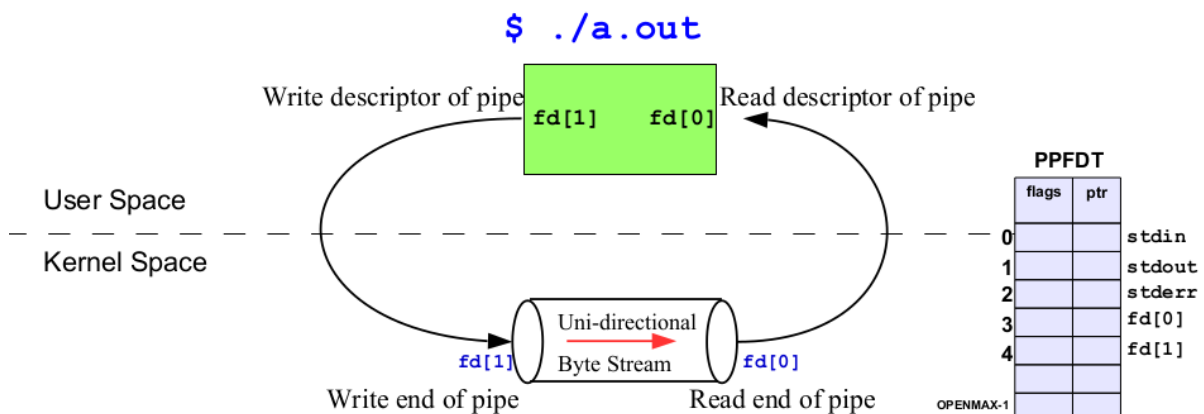 $ ./a.out
Write descriptor of pipe
fd[1]
fd[0]
Read descriptor of pipe
User Space
Kernel Space
Uni-directional
Byte Stream
fd[1]
fd[0]
Write end of pipe
Read end of pipe
PPFDT
flags ptr
0 stdin
1 stdout
2 stderr
3 fd[0]
4 fd[1]
OPENMAX-1